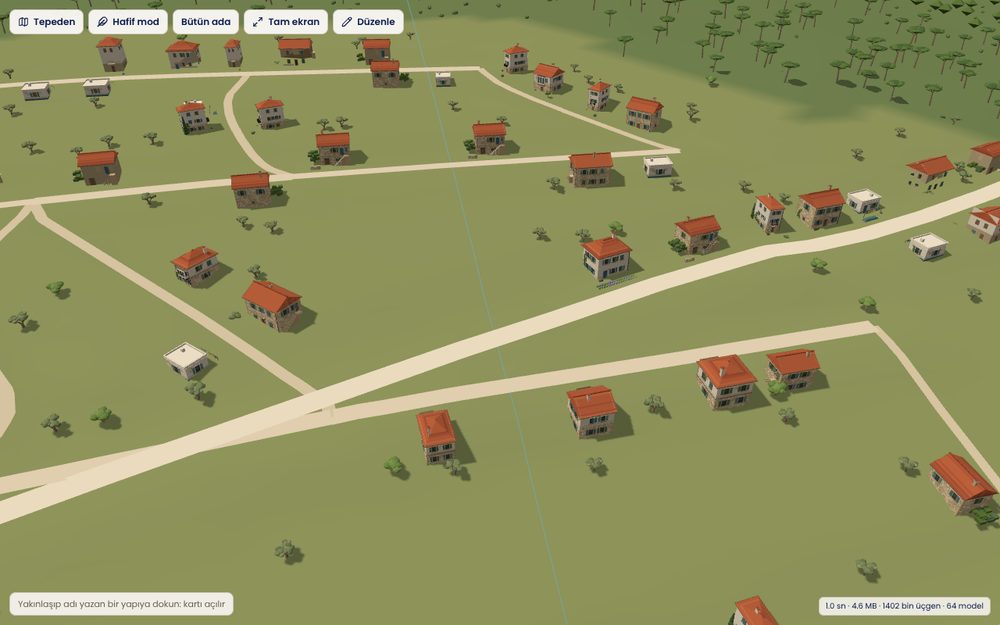 Tepeden
Hafif mod
Bütün ada
Tam ekran
Düzenle
Yakınlaşıp adı yazan bir yapıya dokun: kartı açılır
1.0 sn · 4.6 MB · 1402 bin üçgen · 64 model